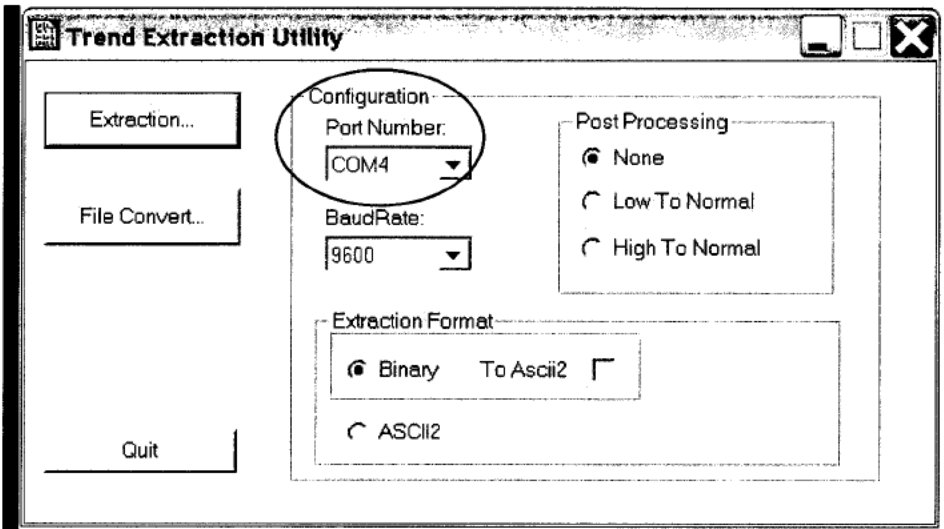 Trend Extraction Utility
Extraction...
File Convert...
Quit
Configuration
Port Number:
COM4
BaudRate:
9600
Post Processing
None
Low To Normal
High To Normal
Extraction Format
Binary To Ascii2
ASCII2